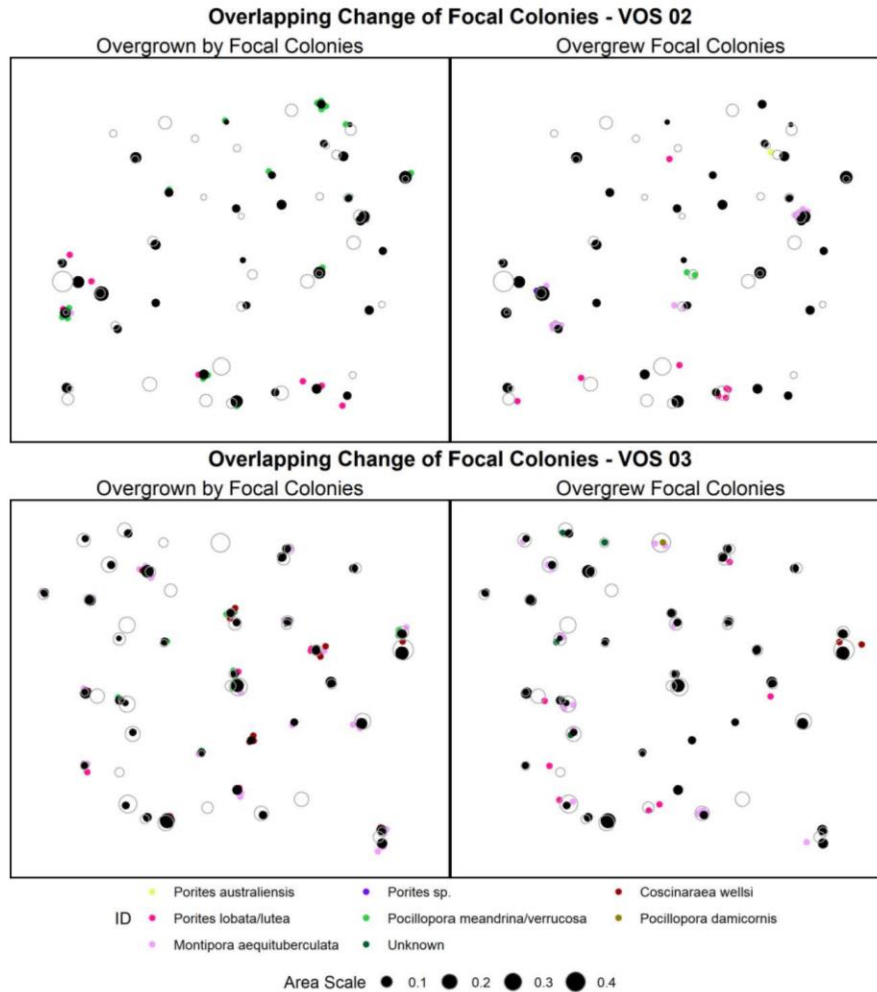 Overlapping Change of Focal Colonies - VOS 02
Overgrown by Focal Colonies Overgrew Focal Colonies
Overlapping Change of Focal Colonies - VOS 03
Overgrown by Focal Colonies Overgrew Focal Colonies
Porites australiensis Porites sp. Coscinaraea wellsi
ID Porites lobata/lutea Pocillopora meandrina/verrucosa Pocillopora damicornis
Montipora aequituberculata Unknown
Area Scale 0.1 0.2 0.3 0.4